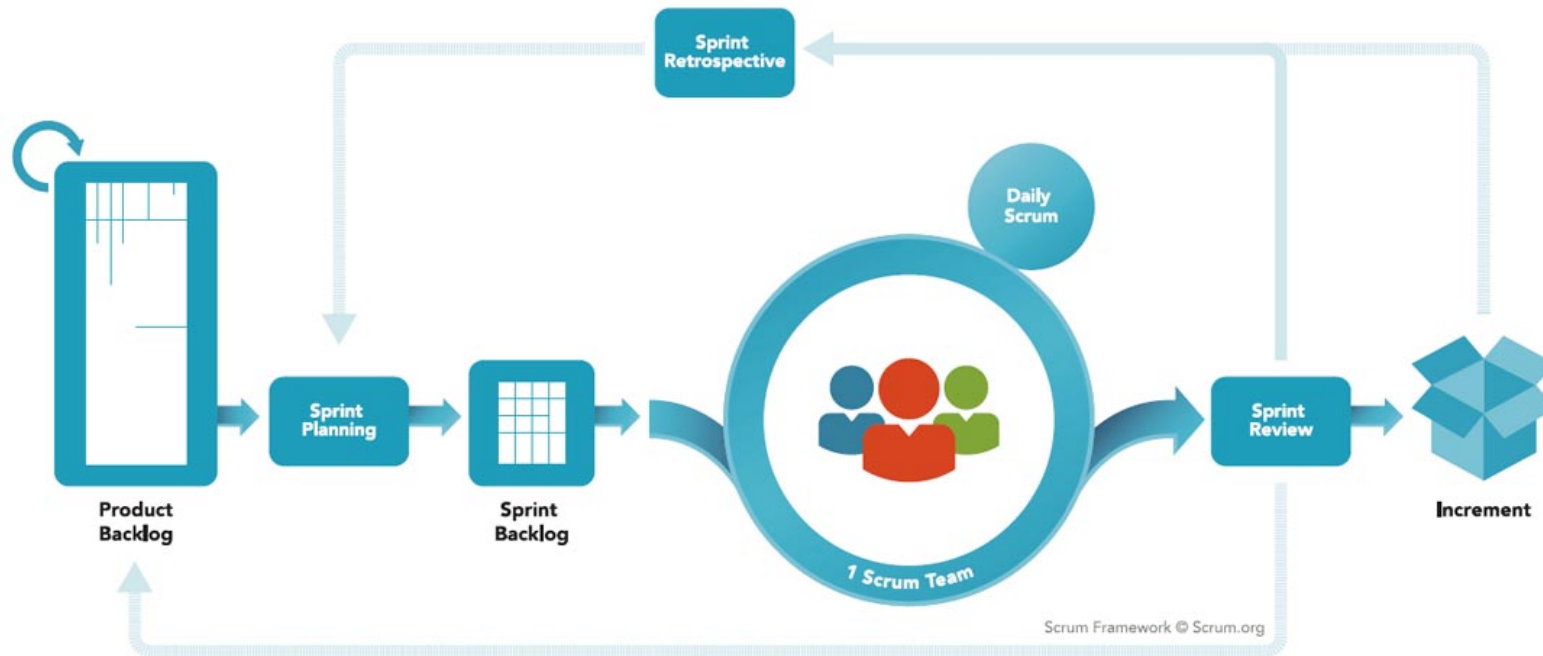 Sprint
Retrospective
Daily
Scrum
Sprint
Planning
Sprint
Review
Product
Backlog
Sprint
Backlog
Increment
1 Scrum Team
Scrum Framework © Scrum.org